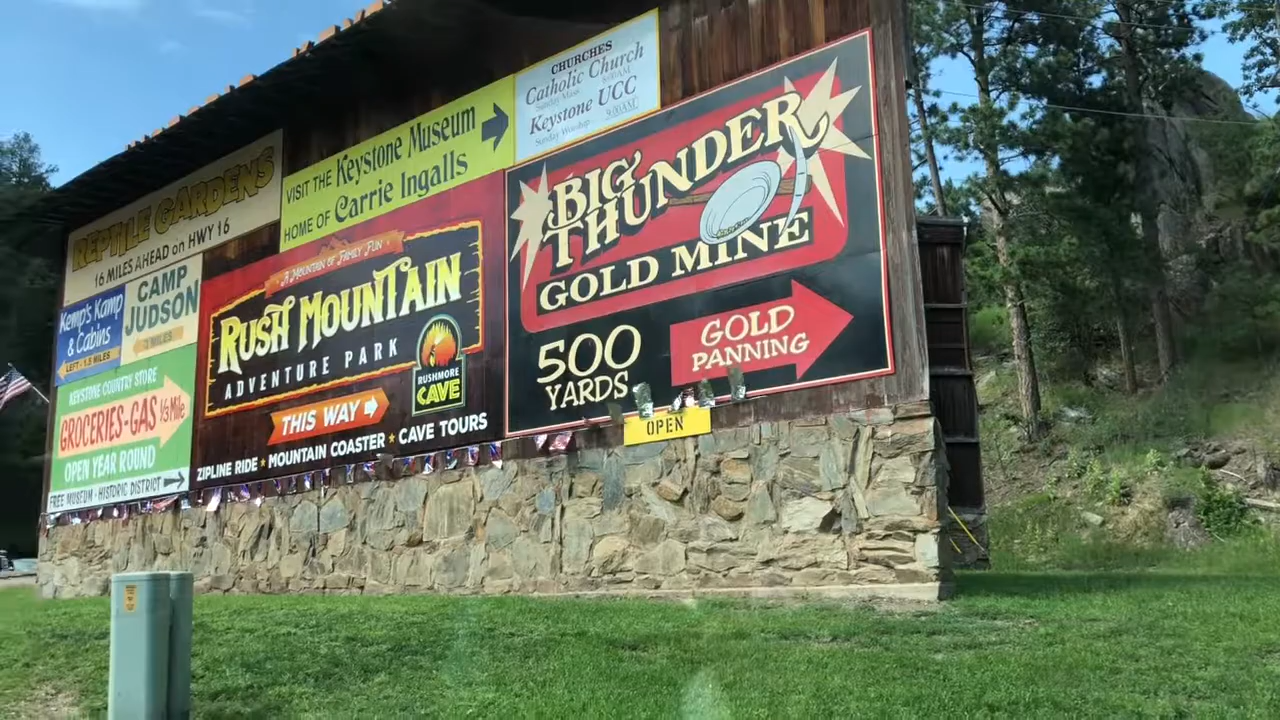 REPTILE GARDENS
16 MILES AHEAD on HWY 16
Kemp's Kamp
& Cabins
LEFT 1.5 MILES
CAMP
JUDSON
2 MILES
KEYSTONE COUNTRY STORE
GROCERIES-GAS 1/3 Mile
OPEN YEAR ROUND
FREE MUSEUM - HISTORIC DISTRICT
VISIT THE Keystone Museum
HOME OF Carrie Ingalls
CHURCHES
Catholic Church
Sunday Mass
Keystone UCC
Sunday Worship 9:00AM
A MOUNTAIN OF FAMILY FUN
RUSH MOUNTAIN
ADVENTURE PARK
RUSHMORE
CAVE
THIS WAY
ZIPLINE RIDE ★ MOUNTAIN COASTER ★ CAVE TOURS
BIG
THUNDER
GOLD MINE
500
YARDS
GOLD
PANNING
OPEN